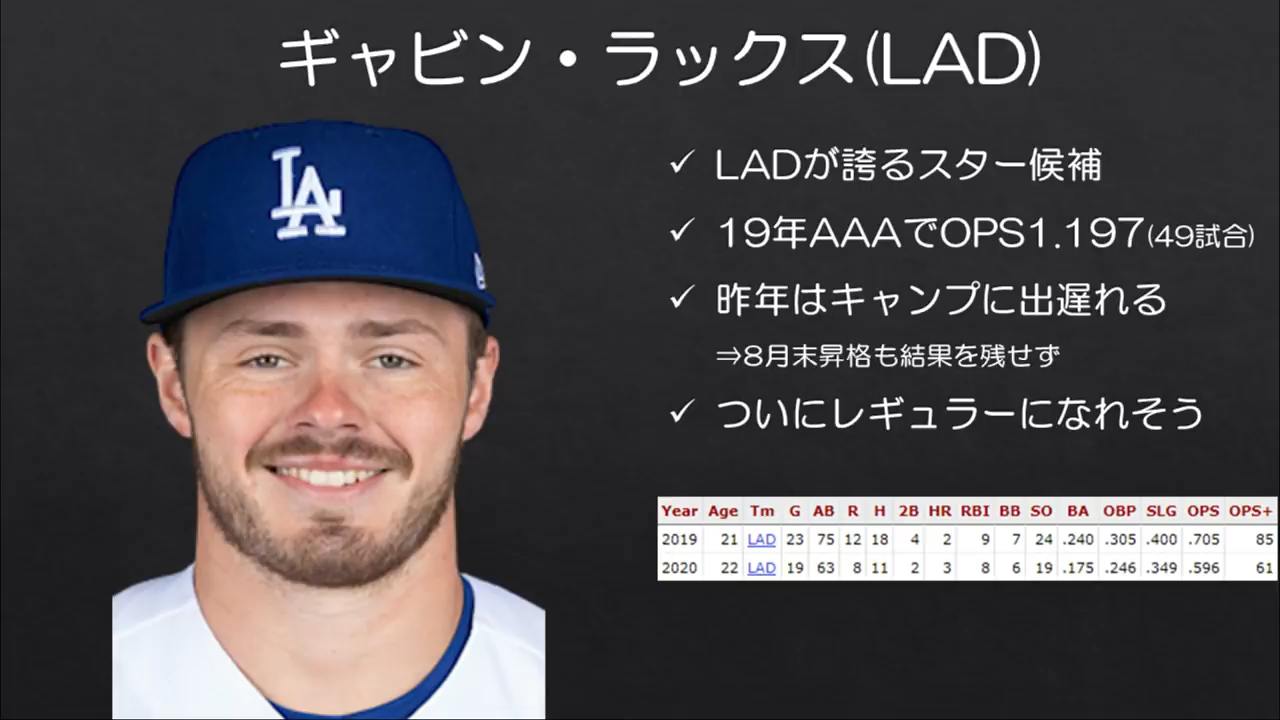 ギャビン・ラックス(LAD)
LA
✓ LADが誇るスター候補
✓ 19年AAAでOPS1.197(49試合)
✓ 昨年はキャンプに出遅れる
⇒8月末昇格も結果を残せず
✓ ついにレギュラーになれそう
Year Age Tm G AB R H 2B HR RBI BB SO BA OBP SLG OPS OPS+
2019 21 LAD 23 75 12 18 4 2 9 7 24 .240 .305 .400 .705 85
2020 22 LAD 19 63 8 11 2 3 8 6 19 .175 .246 .349 .596 61